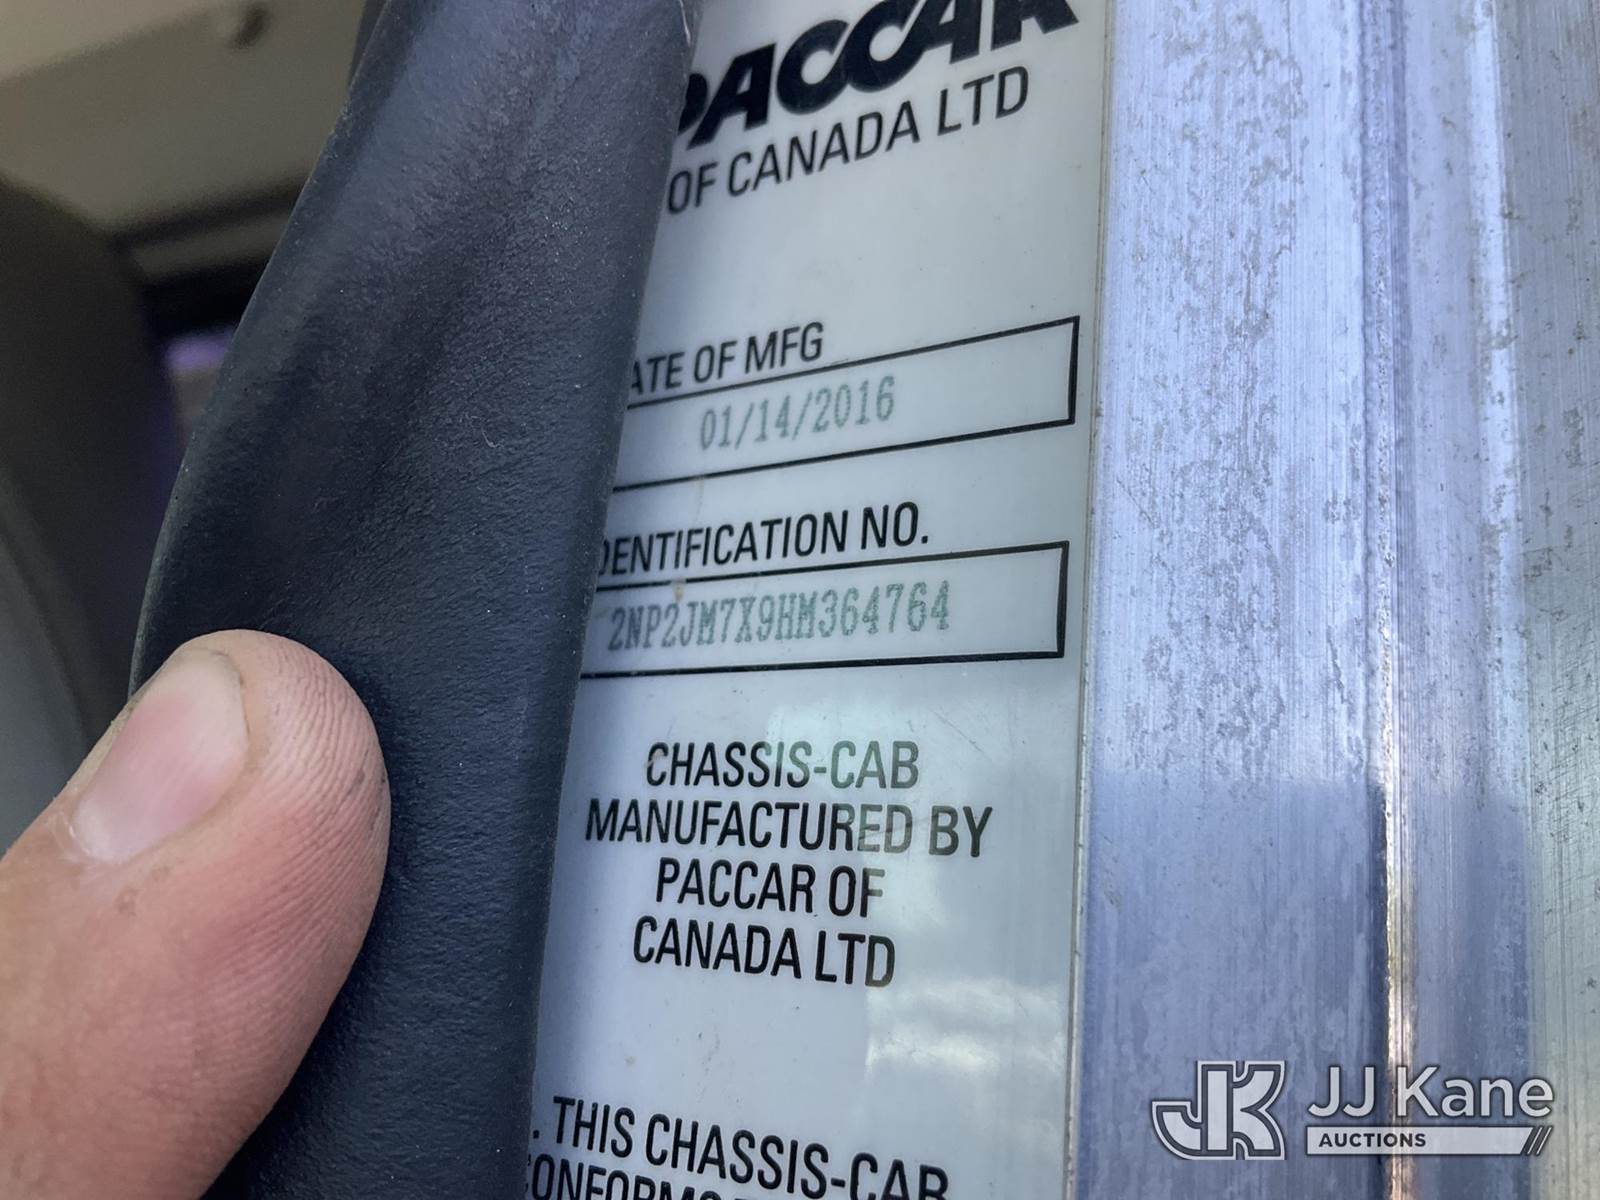 PACCAR
OF CANADA LTD
ATE OF MFG
01/14/2016
DENTIFICATION NO.
2NP2JM7X9HM364764
CHASSIS-CAB
MANUFACTURED BY
PACCAR OF
CANADA LTD
. THIS CHASSIS-CAB
JK JJ Kane
AUCTIONS